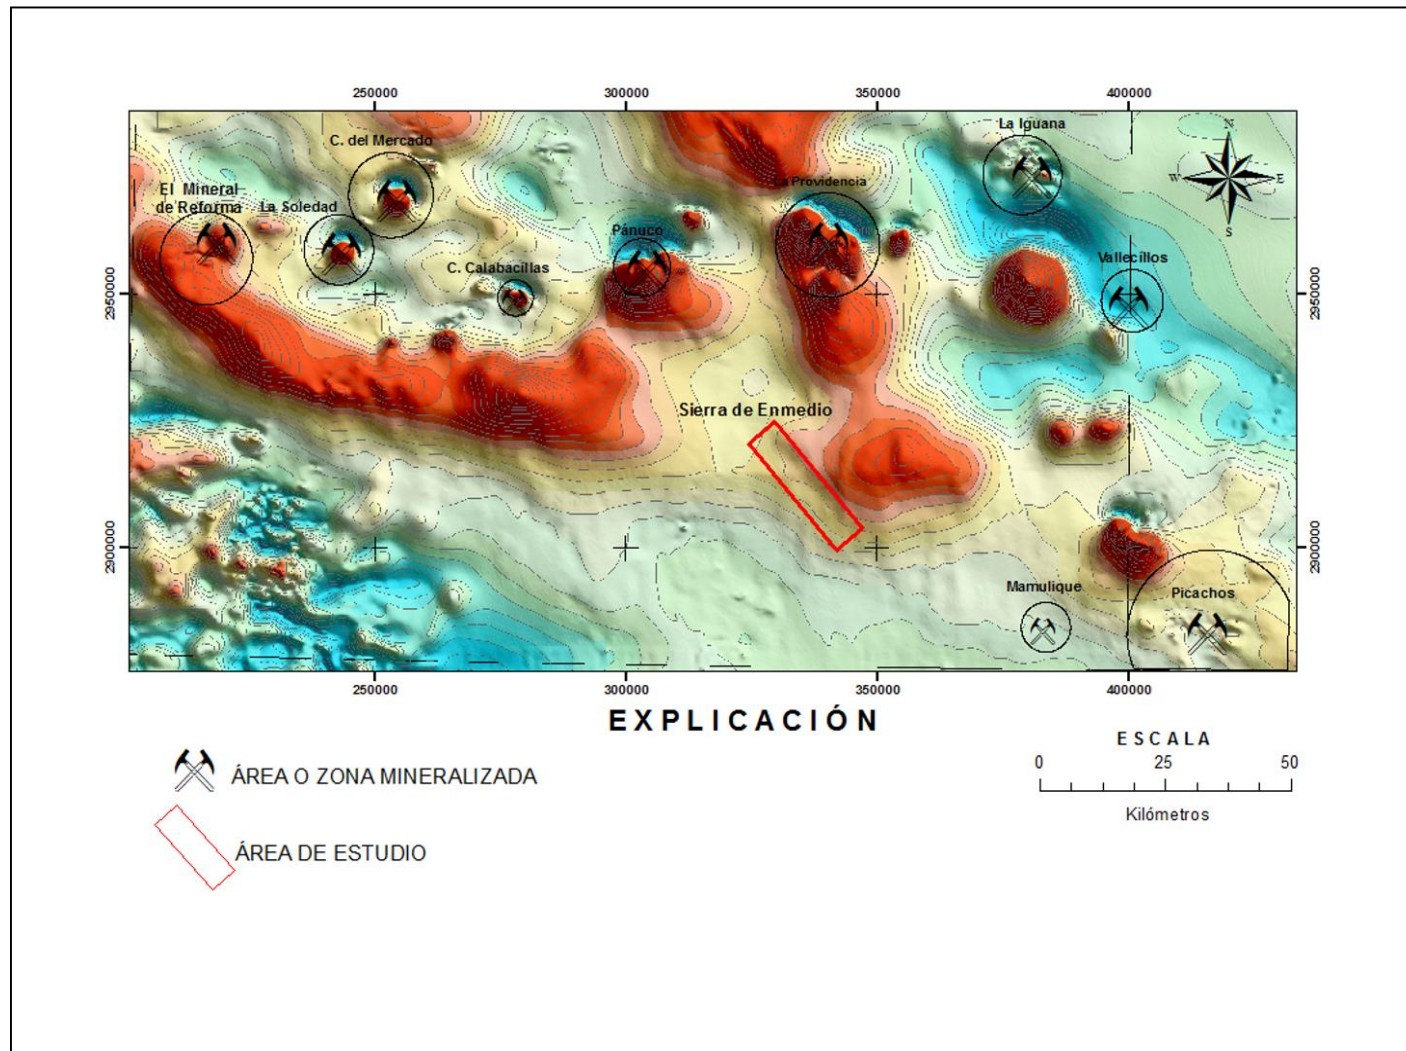 250000 300000 350000 400000
La Iguana
N
C. del Mercado
W E
a Providencia
El Mineral
de Reforma
La Soledad
S
Pánuco
Vallecillos
C. Calabacillas
2950000 2950000
Sierra de Enmedio
2900000 2900000
Mamulique Picachos
250000 300000 350000 400000
EXPLICACIÓN
ESCALA
ÁREA O ZONA MINERALIZADA
0 25 50
Kilómetros
ÁREA DE ESTUDIO